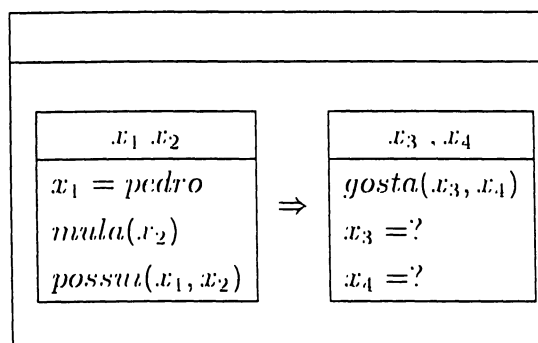 x₁ x₂
x₁ = pedro
mula(x₂)
possui(x₁, x₂)
⇒
x₃ , x₄
gosta(x₃, x₄)
x₃ =?
x₄ =?